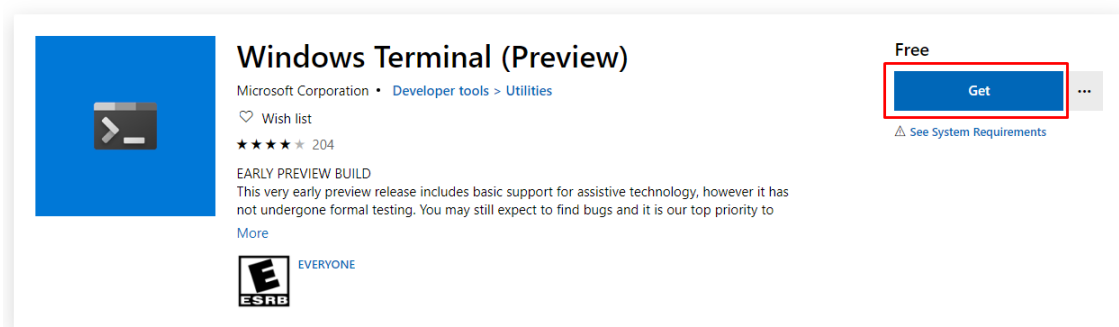 Windows Terminal (Preview)
Microsoft Corporation • Developer tools > Utilities
Wish list
204
EARLY PREVIEW BUILD
This very early preview release includes basic support for assistive technology, however it has
not undergone formal testing. You may still expect to find bugs and it is our top priority to
More
E
ESRB
EVERYONE
Free
Get
...
See System Requirements